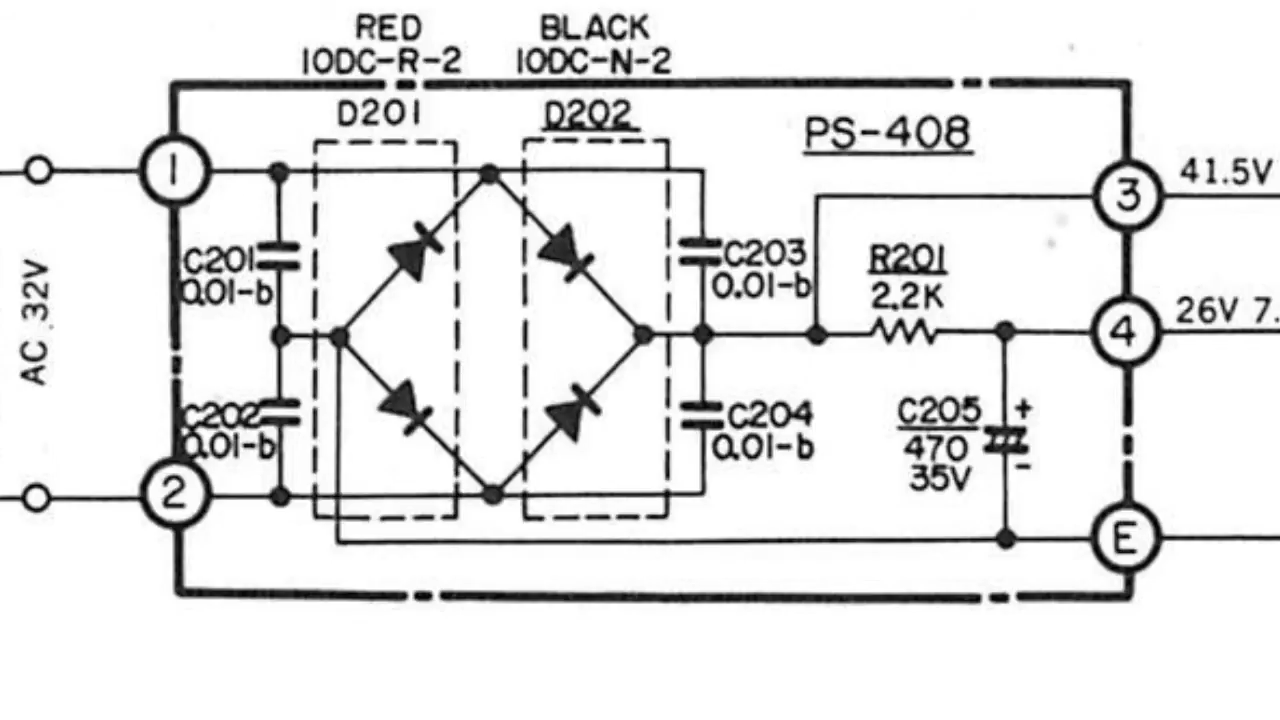 RED
10DC-R-2
BLACK
10DC-N-2
D201
D202
PS-408
1
3
41.5V
C201
0.01-b
C203
0.01-b
R201
2.2K
AC 32V
4
26V 7.
C202
0.01-b
C204
0.01-b
C205
470
35V
+
-
2
E